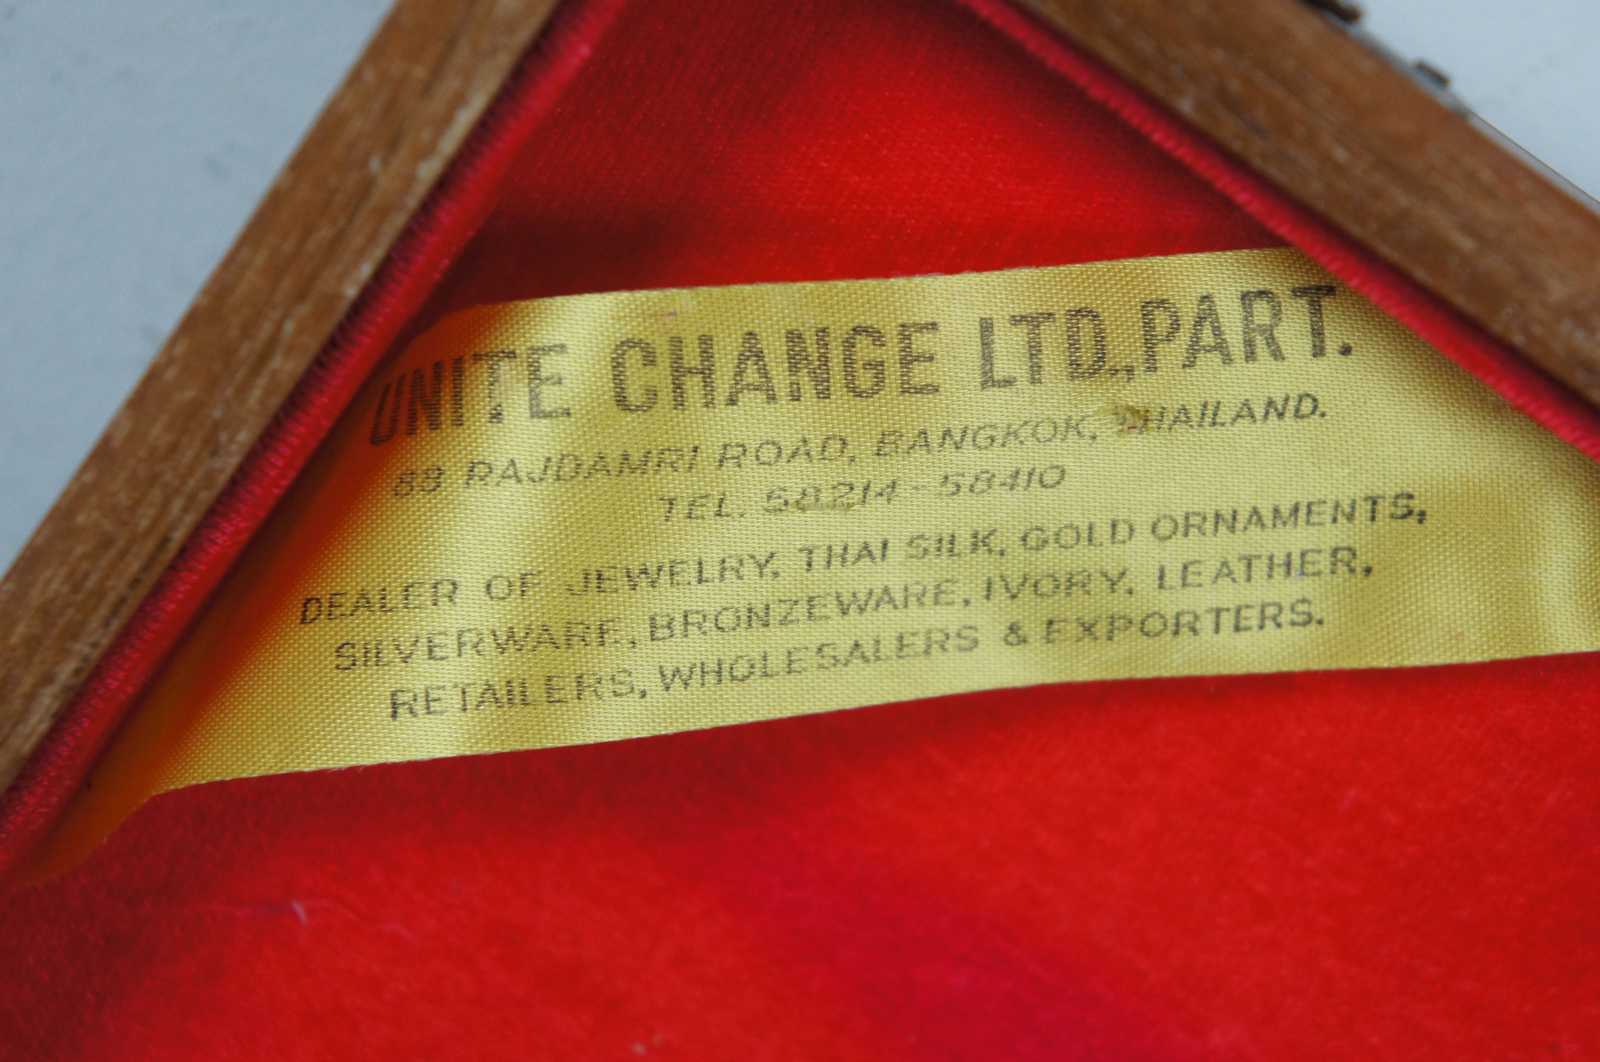 UNITE CHANGE LTD.,PART.
88 RAJDAMRI ROAD, BANGKOK, THAILAND.
TEL. 58214-58410
DEALER OF JEWELRY, THAI SILK, GOLD ORNAMENTS,
SILVERWARE, BRONZEWARE, IVORY, LEATHER,
RETAILERS, WHOLESALERS & EXPORTERS.